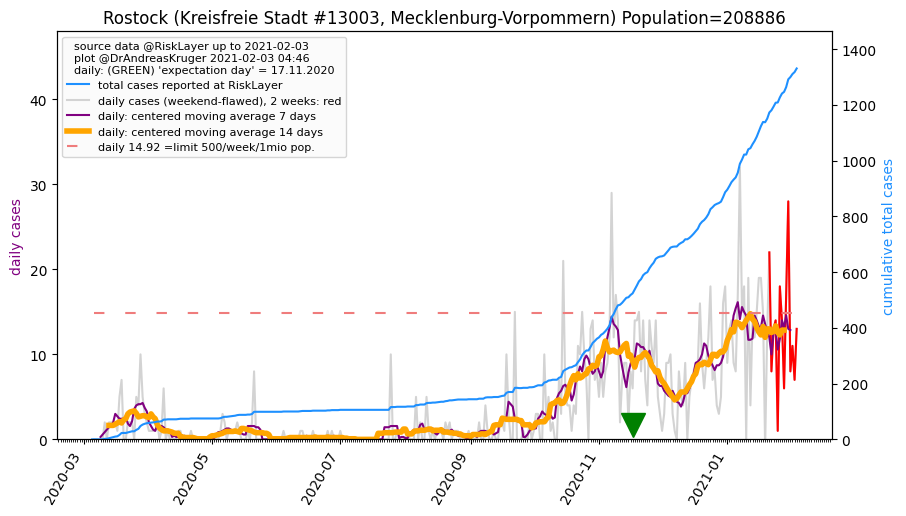 Rostock (Kreisfreie Stadt #13003, Mecklenburg-Vorpommern) Population=208886
source data @RiskLayer up to 2021-02-03
plot @DrAndreasKruger 2021-02-03 04:46
daily: (GREEN) 'expectation day' = 17.11.2020
total cases reported at RiskLayer
daily cases (weekend-flawed), 2 weeks: red
daily: centered moving average 7 days
daily: centered moving average 14 days
daily 14.92 =limit 500/week/1mio pop.
daily cases
40
30
20
10
0
cumulative total cases
1400
1200
1000
800
600
400
200
0
2020-03
2020-05
2020-07
2020-09
2020-11
2021-01